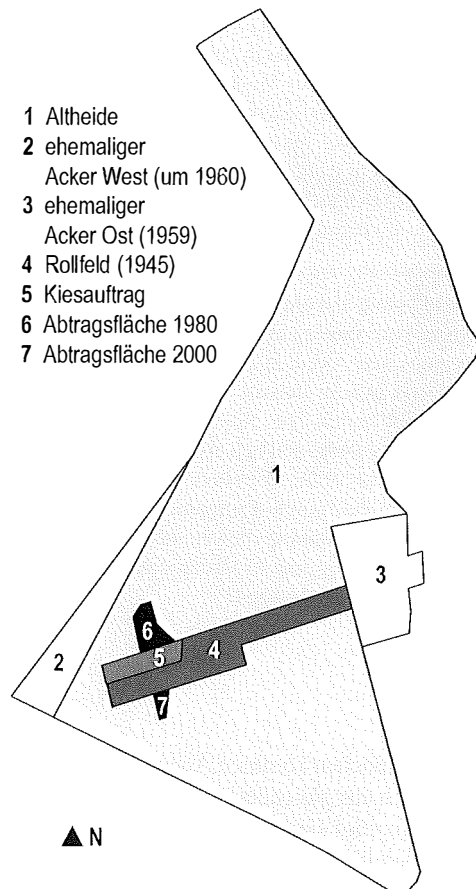 1 Altheide
2 ehemaliger
Acker West (um 1960)
3 ehemaliger
Acker Ost (1959)
4 Rollfeld (1945)
5 Kiesauftrag
6 Abtragsfläche 1980
7 Abtragsfläche 2000
1
3
6
4
5
2
7
▲ N